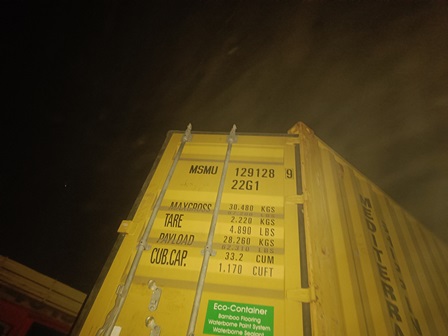 MSMU 129128 9
22G1
MAXGROSS 30.480 KGS
TARE 2.220 KGS
4.890 LBS
PAYLOAD 28.260 KGS
CUB.CAP. 33.2 CUM
1.170 CUFT
Eco-Container
Bamboo Flooring
Waterborne Paint System
Waterborne Sealant